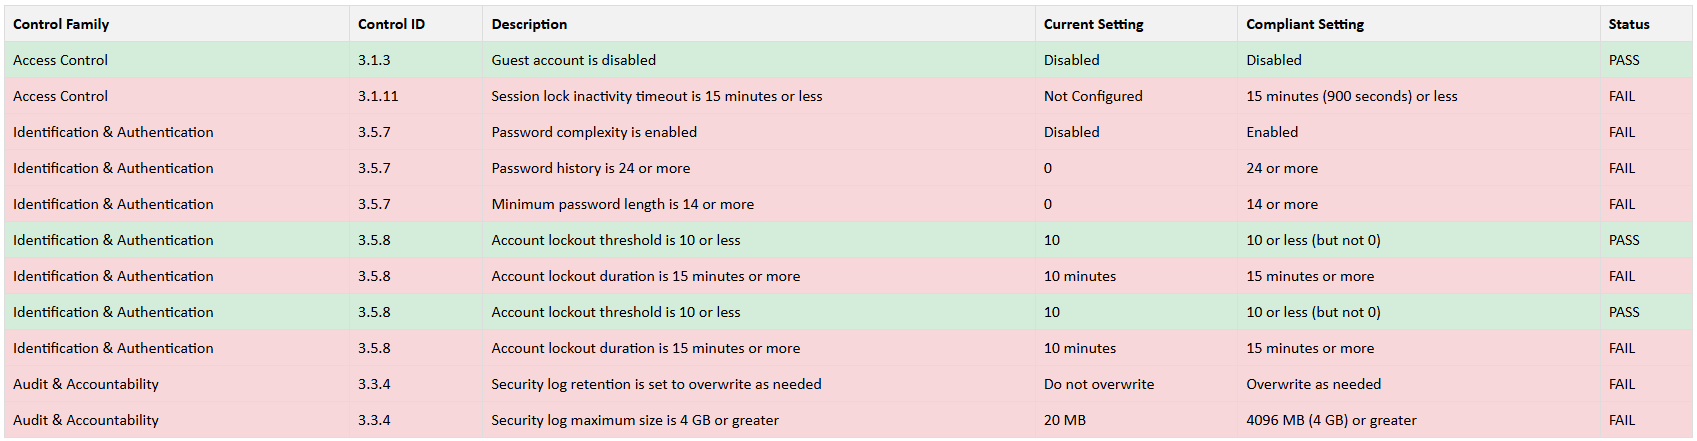 Control Family Control ID Description Current Setting Compliant Setting Status
Access Control 3.1.3 Guest account is disabled Disabled Disabled PASS
Access Control 3.1.11 Session lock inactivity timeout is 15 minutes or less Not Configured 15 minutes (900 seconds) or less FAIL
Identification & Authentication 3.5.7 Password complexity is enabled Disabled Enabled FAIL
Identification & Authentication 3.5.7 Password history is 24 or more 0 24 or more FAIL
Identification & Authentication 3.5.7 Minimum password length is 14 or more 0 14 or more FAIL
Identification & Authentication 3.5.8 Account lockout threshold is 10 or less 10 10 or less (but not 0) PASS
Identification & Authentication 3.5.8 Account lockout duration is 15 minutes or more 10 minutes 15 minutes or more FAIL
Identification & Authentication 3.5.8 Account lockout threshold is 10 or less 10 10 or less (but not 0) PASS
Identification & Authentication 3.5.8 Account lockout duration is 15 minutes or more 10 minutes 15 minutes or more FAIL
Audit & Accountability 3.3.4 Security log retention is set to overwrite as needed Do not overwrite Overwrite as needed FAIL
Audit & Accountability 3.3.4 Security log maximum size is 4 GB or greater 20 MB 4096 MB (4 GB) or greater FAIL